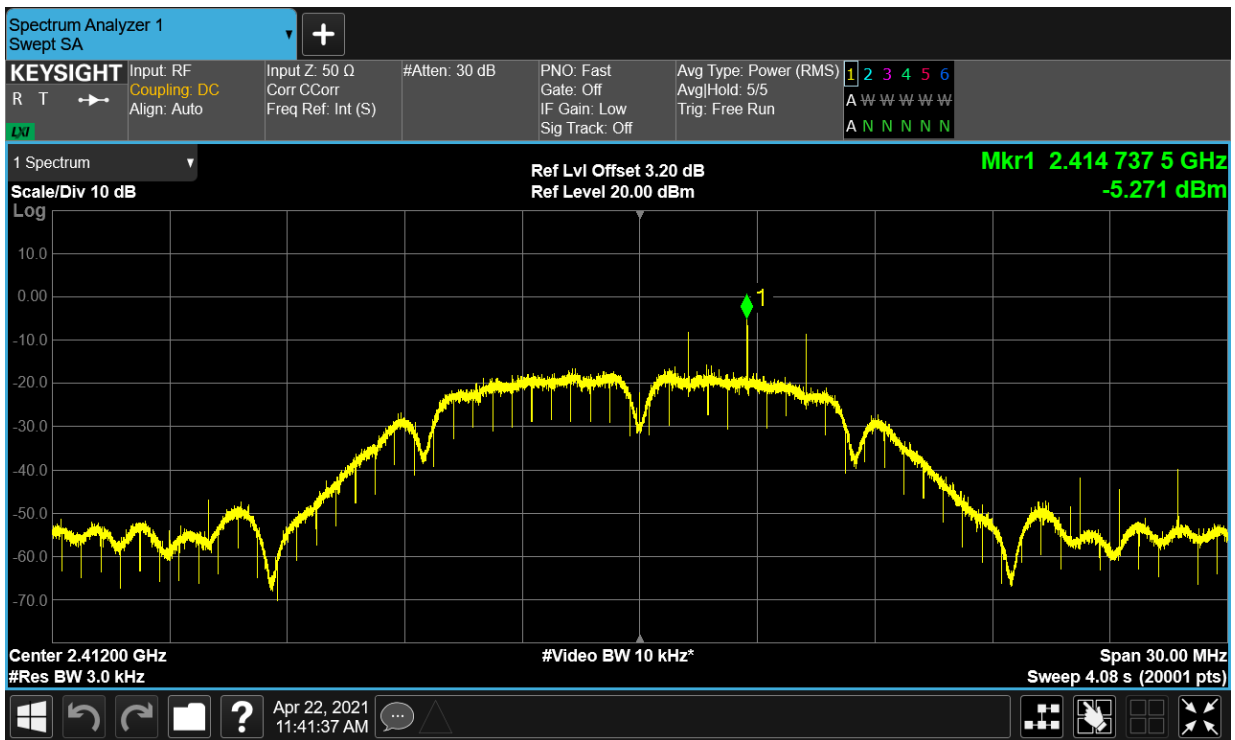 Spectrum Analyzer 1
Swept SA
KEYSIGHT
R T
LXI
Input: RF
Coupling: DC
Align: Auto
Input Z: 50 Ω
Corr CCorr
Freq Ref: Int (S)
#Atten: 30 dB
PNO: Fast
Gate: Off
IF Gain: Low
Sig Track: Off
Avg Type: Power (RMS)
Avg|Hold: 5/5
Trig: Free Run
1 2 3 4 5 6
A W W W W W
A N N N N N
1 Spectrum
Scale/Div 10 dB
Log
Ref Lvl Offset 3.20 dB
Ref Level 20.00 dBm
Mkr1 2.414 737 5 GHz
-5.271 dBm
10.0
0.00
1
-10.0
-20.0
-30.0
-40.0
-50.0
-60.0
-70.0
Center 2.41200 GHz
#Res BW 3.0 kHz
#Video BW 10 kHz*
Span 30.00 MHz
Sweep 4.08 s (20001 pts)
?
Apr 22, 2021
11:41:37 AM